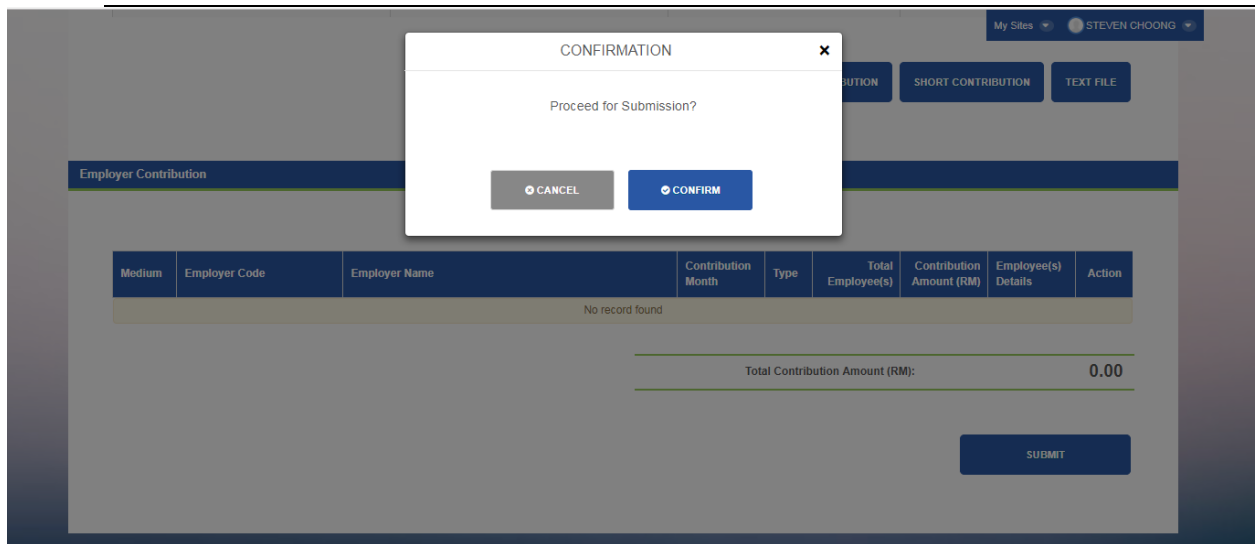 My Sites STEVEN CHOONG
CONFIRMATION
SHORT CONTRIBUTION TEXT FILE
Proceed for Submission?
Employer Contribution
CANCEL CONFIRM
Medium Employer Code Employer Name Contribution Month Type Total Employee(s) Contribution Amount (RM) Employee(s) Details Action
No record found
Total Contribution Amount (RM): 0.00
SUBMIT